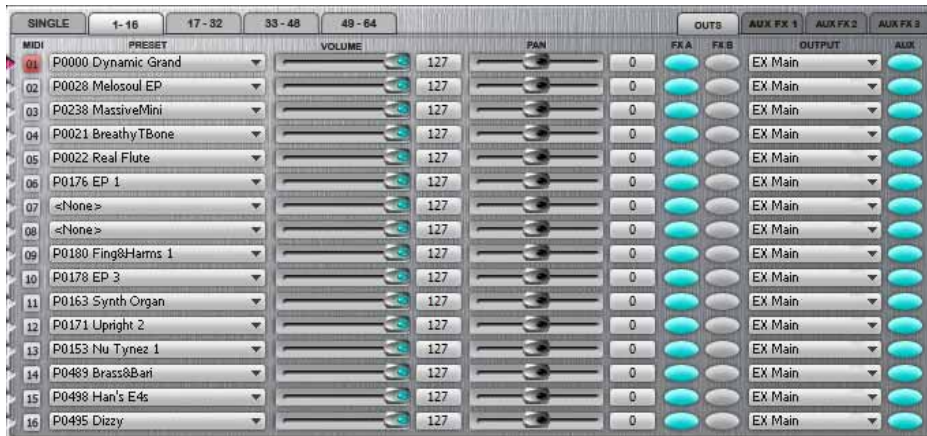 SINGLE 1-16 17-32 33-48 49-64 OUTS AUX FX 1 AUX FX 2 AUX FX 3
MIDI PRESET VOLUME PAN FX A FX B OUTPUT AUX
01 P0000 Dynamic Grand 127 0 EX Main
02 P0028 Melosoul EP 127 0 EX Main
03 P0238 MassiveMini 127 0 EX Main
04 P0021 BreathyTBone 127 0 EX Main
05 P0022 Real Flute 127 0 EX Main
06 P0176 EP 1 127 0 EX Main
07 <None> 127 0 EX Main
08 <None> 127 0 EX Main
09 P0180 Fing&Harms 1 127 0 EX Main
10 P0178 EP 3 127 0 EX Main
11 P0163 Synth Organ 127 0 EX Main
12 P0171 Upright 2 127 0 EX Main
13 P0153 Nu Tynez 1 127 0 EX Main
14 P0489 Brass&Bari 127 0 EX Main
15 P0498 Han's E4s 127 0 EX Main
16 P0495 Dizzy 127 0 EX Main